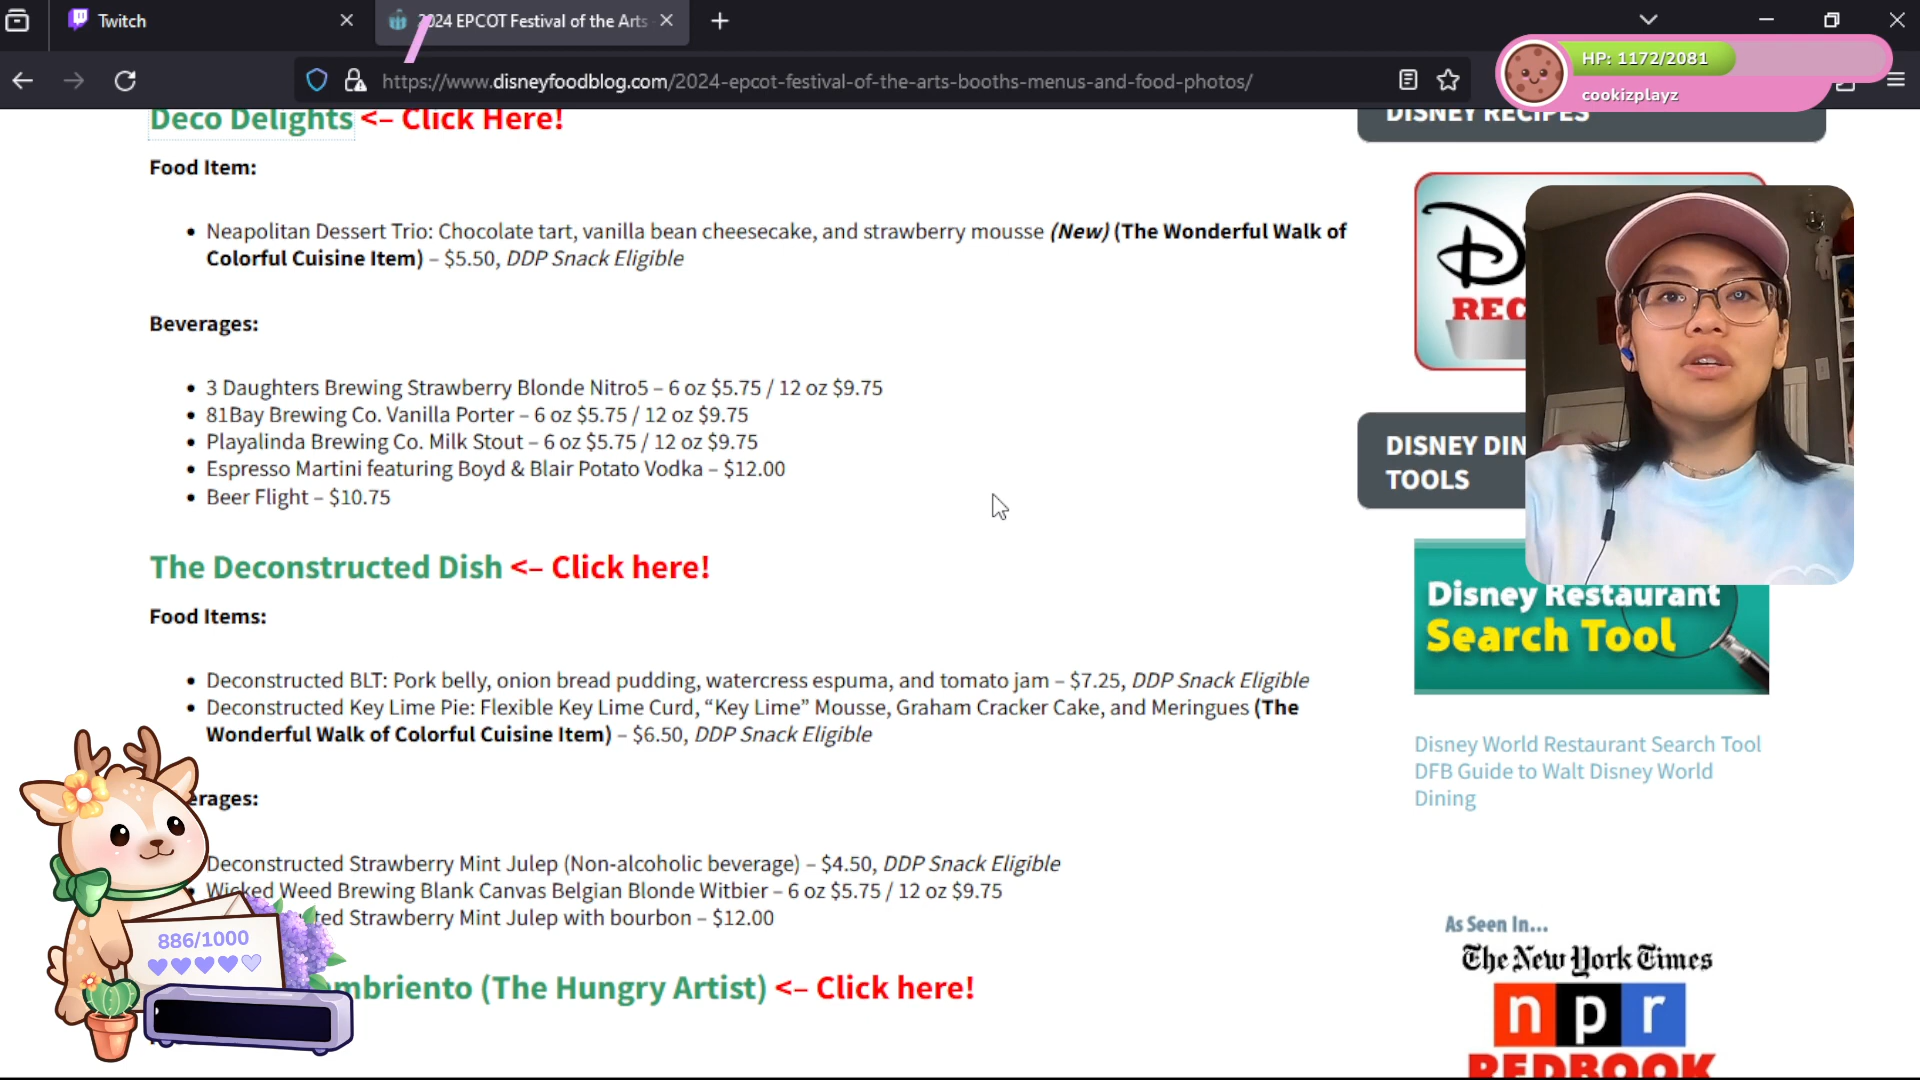 Twitch
2024 EPCOT Festival of the Arts
https://www.disneyfoodblog.com/2024-epcot-festival-of-the-arts-booths-menus-and-food-photos/
HP: 1172/2081
cookizplayz
Deco Delights <– Click Here!
Food Item:
• Neapolitan Dessert Trio: Chocolate tart, vanilla bean cheesecake, and strawberry mousse (New) (The Wonderful Walk of
Colorful Cuisine Item) – $5.50, DDP Snack Eligible
Beverages:
• 3 Daughters Brewing Strawberry Blonde Nitro5 – 6 oz $5.75 / 12 oz $9.75
• 81Bay Brewing Co. Vanilla Porter – 6 oz $5.75 / 12 oz $9.75
• Playalinda Brewing Co. Milk Stout – 6 oz $5.75 / 12 oz $9.75
• Espresso Martini featuring Boyd & Blair Potato Vodka – $12.00
• Beer Flight – $10.75
The Deconstructed Dish <– Click here!
Food Items:
• Deconstructed BLT: Pork belly, onion bread pudding, watercress espuma, and tomato jam – $7.25, DDP Snack Eligible
• Deconstructed Key Lime Pie: Flexible Key Lime Curd, “Key Lime” Mousse, Graham Cracker Cake, and Meringues (The
Wonderful Walk of Colorful Cuisine Item) – $6.50, DDP Snack Eligible
erages:
Deconstructed Strawberry Mint Julep (Non-alcoholic beverage) – $4.50, DDP Snack Eligible
• Wicked Weed Brewing Blank Canvas Belgian Blonde Witbier – 6 oz $5.75 / 12 oz $9.75
ted Strawberry Mint Julep with bourbon – $12.00
mbriento (The Hungry Artist) <– Click here!
886/1000
DISNEY RECIPES
REC
DISNEY DIN
TOOLS
Disney Restaurant
Search Tool
Disney World Restaurant Search Tool
DFB Guide to Walt Disney World
Dining
As Seen In...
The New York Times
npr
REDBOOK